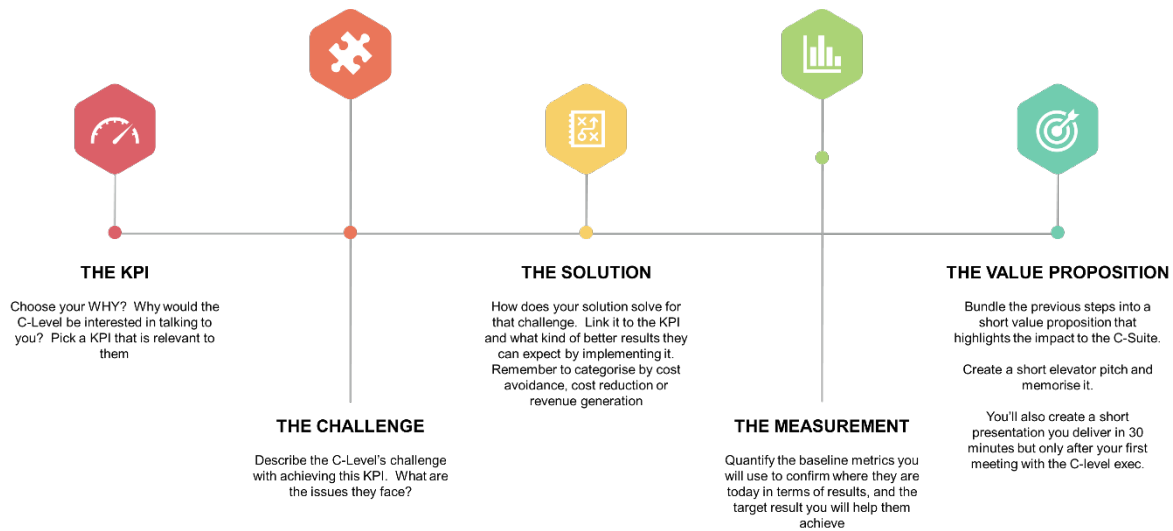 THE KPI
Choose your WHY?  Why would the
C-Level be interested in talking to
you?  Pick a KPI that is relevant to
them
THE CHALLENGE
Describe the C-Level's challenge
with achieving this KPI.  What are
the issues they face?
THE SOLUTION
How does your solution solve for
that challenge.  Link it to the KPI
and what kind of better results they
can expect by implementing it.
Remember to categorise by cost
avoidance, cost reduction or
revenue generation
THE MEASUREMENT
Quantify the baseline metrics you
will use to confirm where they are
today in terms of results, and the
target result you will help them
achieve
THE VALUE PROPOSITION
Bundle the previous steps into a
short value proposition that
highlights the impact to the C-Suite.
Create a short elevator pitch and
memorise it.
You'll also create a short
presentation you deliver in 30
minutes but only after your first
meeting with the C-level exec.